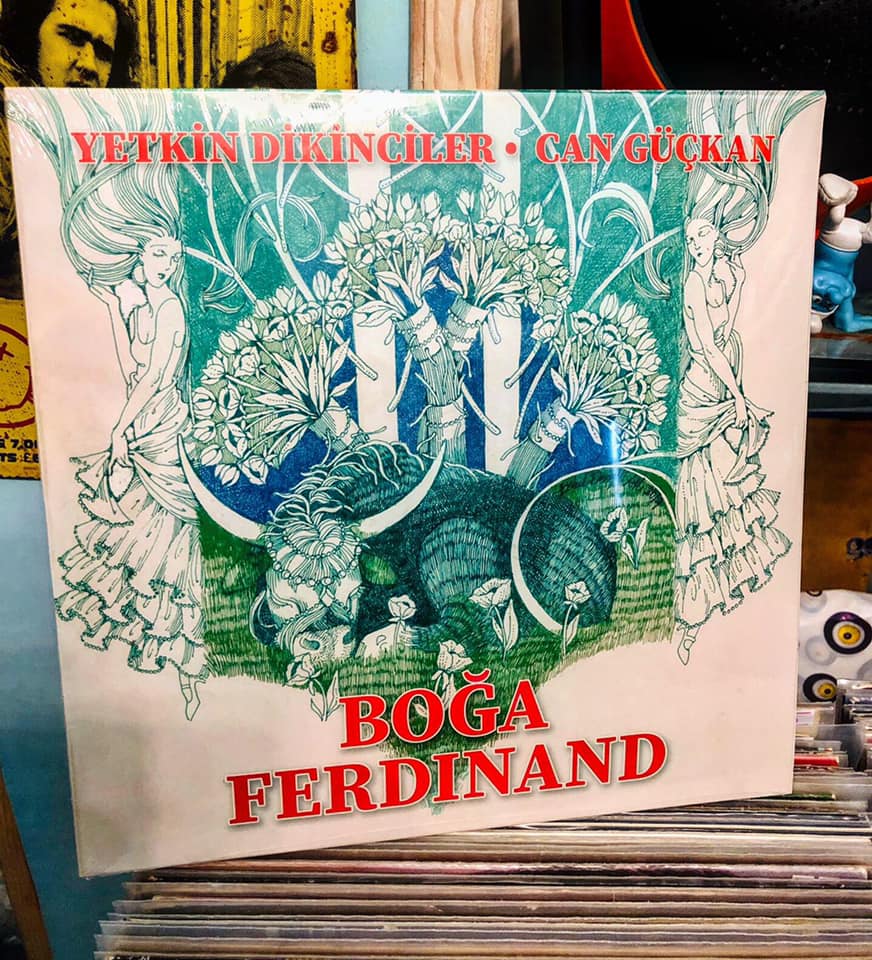 YETKİN DİKİNCİLER • CAN GÜÇKAN
BOĞA
FERDINAND